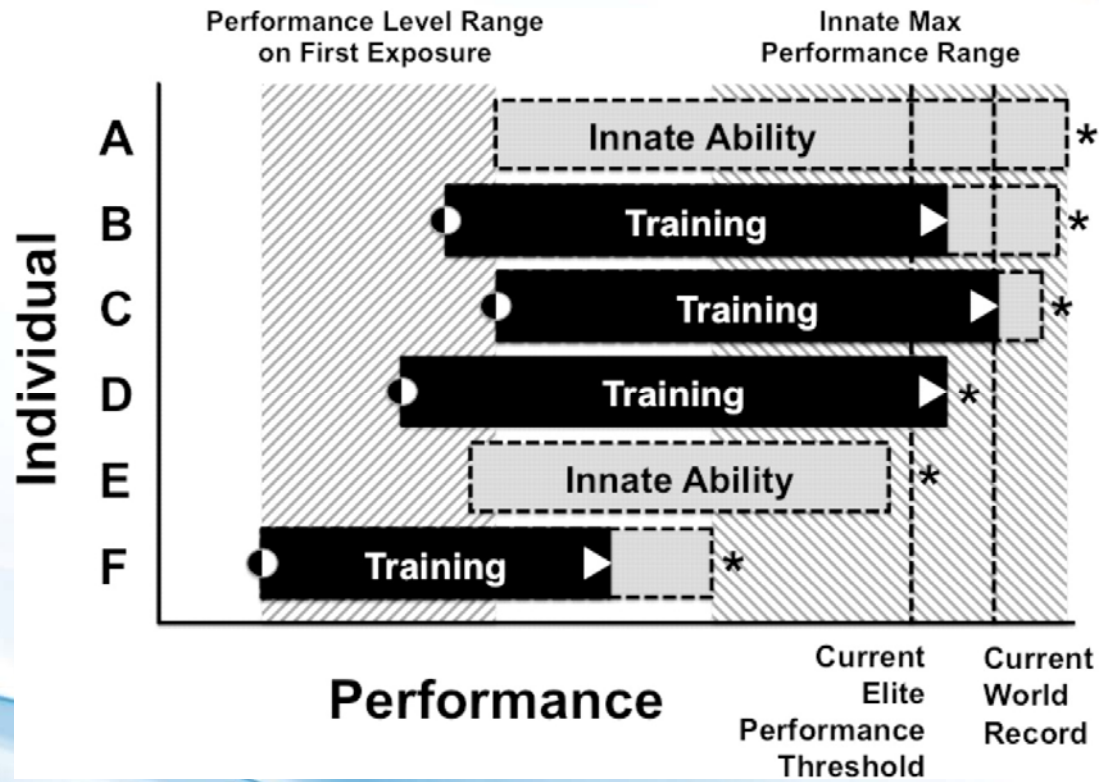 Performance Level Range
on First Exposure
Innate Max
Performance Range
Individual
A
Innate Ability
*
B
Training
*
C
Training
*
D
Training
*
E
Innate Ability
*
F
Training
*
Performance
Current
Elite
Performance
Threshold
Current
World
Record